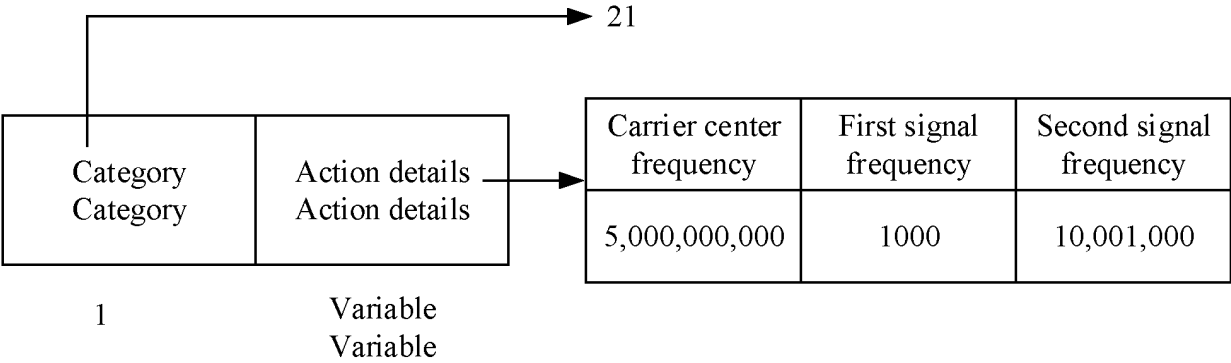 21
Category
Category
Action details
Action details
1
Variable
Variable
Carrier center
frequency
First signal
frequency
Second signal
frequency
5,000,000,000
1000
10,001,000